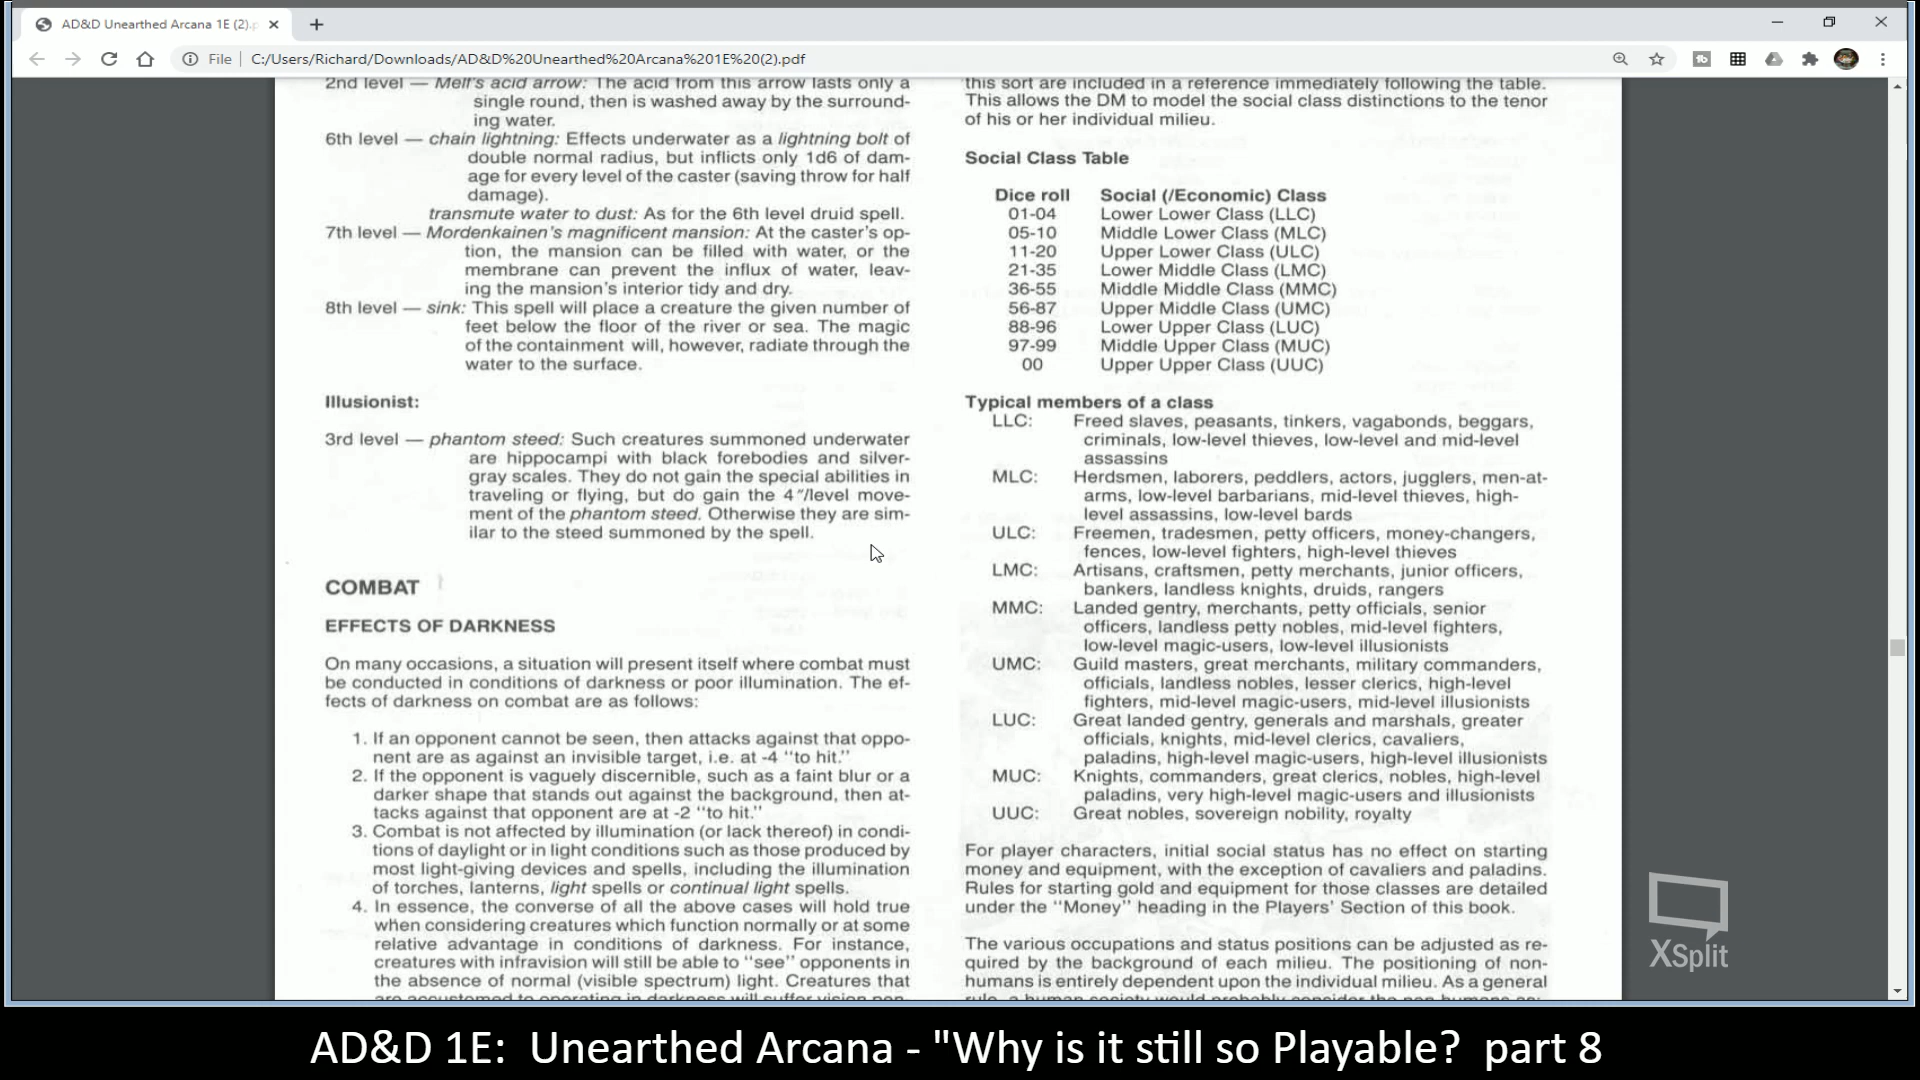 AD&D Unearthed Arcana 1E (2).p
File
C:/Users/Richard/Downloads/AD&D%20Unearthed%20Arcana%201E%20(2).pdf
2nd level — Melf's acid arrow: The acid from this arrow lasts only a
single round, then is washed away by the surround-
ing water.
6th level — chain lightning: Effects underwater as a lightning bolt of
double normal radius, but inflicts only 1d6 of dam-
age for every level of the caster (saving throw for half
damage).
transmute water to dust: As for the 6th level druid spell.
7th level — Mordenkainen's magnificent mansion: At the caster's op-
tion, the mansion can be filled with water, or the
membrane can prevent the influx of water, leav-
ing the mansion's interior tidy and dry.
8th level — sink: This spell will place a creature the given number of
feet below the floor of the river or sea. The magic
of the containment will, however, radiate through the
water to the surface.
Illusionist:
3rd level — phantom steed: Such creatures summoned underwater
are hippocampi with black forebodies and silver-
gray scales. They do not gain the special abilities in
traveling or flying, but do gain the 4″/level move-
ment of the phantom steed. Otherwise they are sim-
ilar to the steed summoned by the spell.
COMBAT
EFFECTS OF DARKNESS
On many occasions, a situation will present itself where combat must
be conducted in conditions of darkness or poor illumination. The ef-
fects of darkness on combat are as follows:
1. If an opponent cannot be seen, then attacks against that oppo-
nent are as against an invisible target, i.e. at -4 "to hit."
2. If the opponent is vaguely discernible, such as a faint blur or a
darker shape that stands out against the background, then at-
tacks against that opponent are at -2 "to hit."
3. Combat is not affected by illumination (or lack thereof) in condi-
tions of daylight or in light conditions such as those produced by
most light-giving devices and spells, including the illumination
of torches, lanterns, light spells or continual light spells.
4. In essence, the converse of all the above cases will hold true
when considering creatures which function normally or at some
relative advantage in conditions of darkness. For instance,
creatures with infravision will still be able to "see" opponents in
the absence of normal (visible spectrum) light. Creatures that
are accustomed to operating in darkness will suffer vision pen-
this sort are included in a reference immediately following the table.
This allows the DM to model the social class distinctions to the tenor
of his or her individual milieu.
Social Class Table
Dice roll Social (/Economic) Class
01-04 Lower Lower Class (LLC)
05-10 Middle Lower Class (MLC)
11-20 Upper Lower Class (ULC)
21-35 Lower Middle Class (LMC)
36-55 Middle Middle Class (MMC)
56-87 Upper Middle Class (UMC)
88-96 Lower Upper Class (LUC)
97-99 Middle Upper Class (MUC)
00 Upper Upper Class (UUC)
Typical members of a class
LLC: Freed slaves, peasants, tinkers, vagabonds, beggars,
criminals, low-level thieves, low-level and mid-level
assassins
MLC: Herdsmen, laborers, peddlers, actors, jugglers, men-at-
arms, low-level barbarians, mid-level thieves, high-
level assassins, low-level bards
ULC: Freemen, tradesmen, petty officers, money-changers,
fences, low-level fighters, high-level thieves
LMC: Artisans, craftsmen, petty merchants, junior officers,
bankers, landless knights, druids, rangers
MMC: Landed gentry, merchants, petty officials, senior
officers, landless petty nobles, mid-level fighters,
low-level magic-users, low-level illusionists
UMC: Guild masters, great merchants, military commanders,
officials, landless nobles, lesser clerics, high-level
fighters, mid-level magic-users, mid-level illusionists
LUC: Great landed gentry, generals and marshals, greater
officials, knights, mid-level clerics, cavaliers,
paladins, high-level magic-users, high-level illusionists
MUC: Knights, commanders, great clerics, nobles, high-level
paladins, very high-level magic-users and illusionists
UUC: Great nobles, sovereign nobility, royalty
For player characters, initial social status has no effect on starting
money and equipment, with the exception of cavaliers and paladins.
Rules for starting gold and equipment for those classes are detailed
under the "Money" heading in the Players' Section of this book.
The various occupations and status positions can be adjusted as re-
quired by the background of each milieu. The positioning of non-
humans is entirely dependent upon the individual milieu. As a general
rule, a human society would probably consider the non-humans as:
XSplit
AD&D 1E: Unearthed Arcana - "Why is it still so Playable? part 8